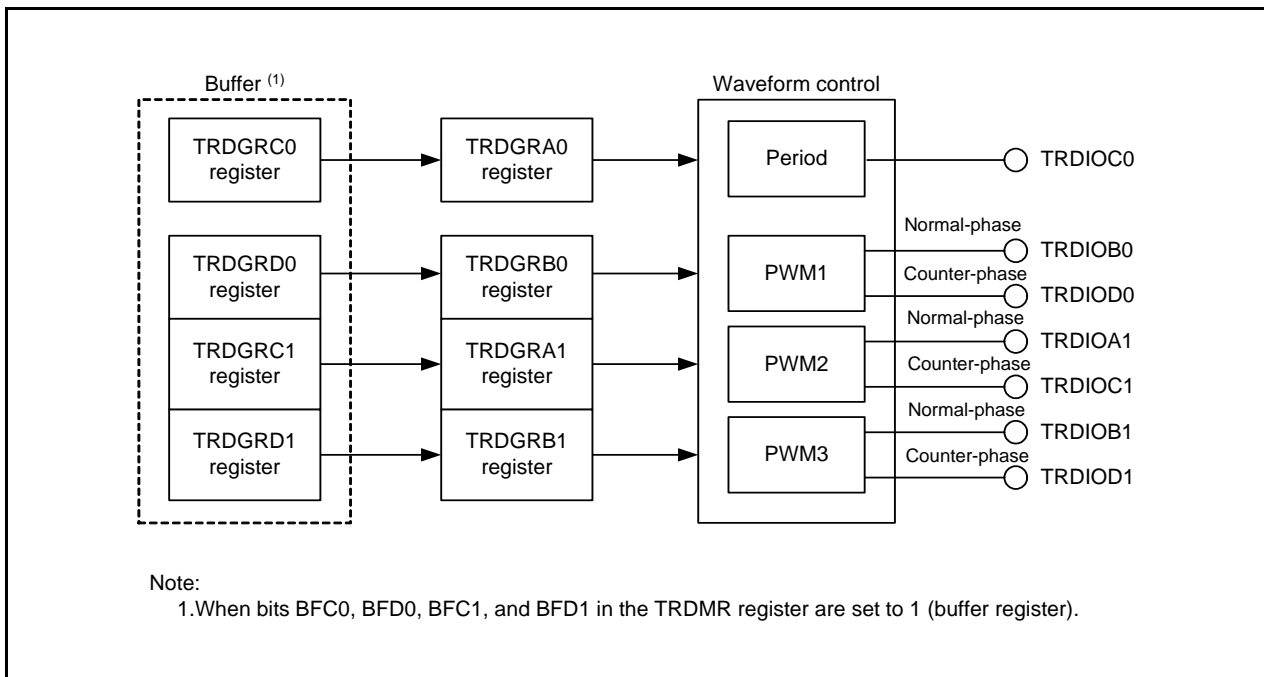 Buffer (1)
Waveform control
TRDGRC0
register
TRDGRA0
register
Period
TRDIOC0
TRDGRD0
register
TRDGRB0
register
PWM1
Normal-phase
TRDIOB0
Counter-phase
TRDIOD0
TRDGRC1
register
TRDGRA1
register
PWM2
Normal-phase
TRDIOA1
Counter-phase
TRDIOC1
TRDGRD1
register
TRDGRB1
register
PWM3
Normal-phase
TRDIOB1
Counter-phase
TRDIOD1
Note:
1.When bits BFC0, BFD0, BFC1, and BFD1 in the TRDMR register are set to 1 (buffer register).